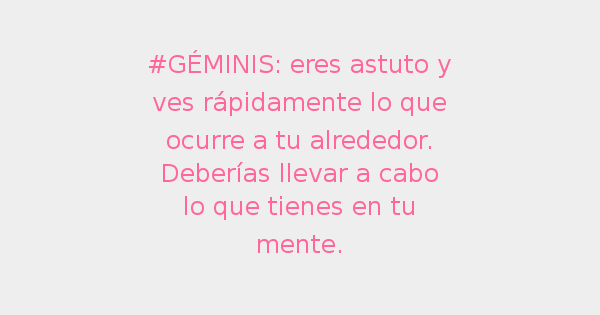 #GÉMINIS: eres astuto y
ves rápidamente lo que
ocurre a tu alrededor.
Deberías llevar a cabo
lo que tienes en tu
mente.